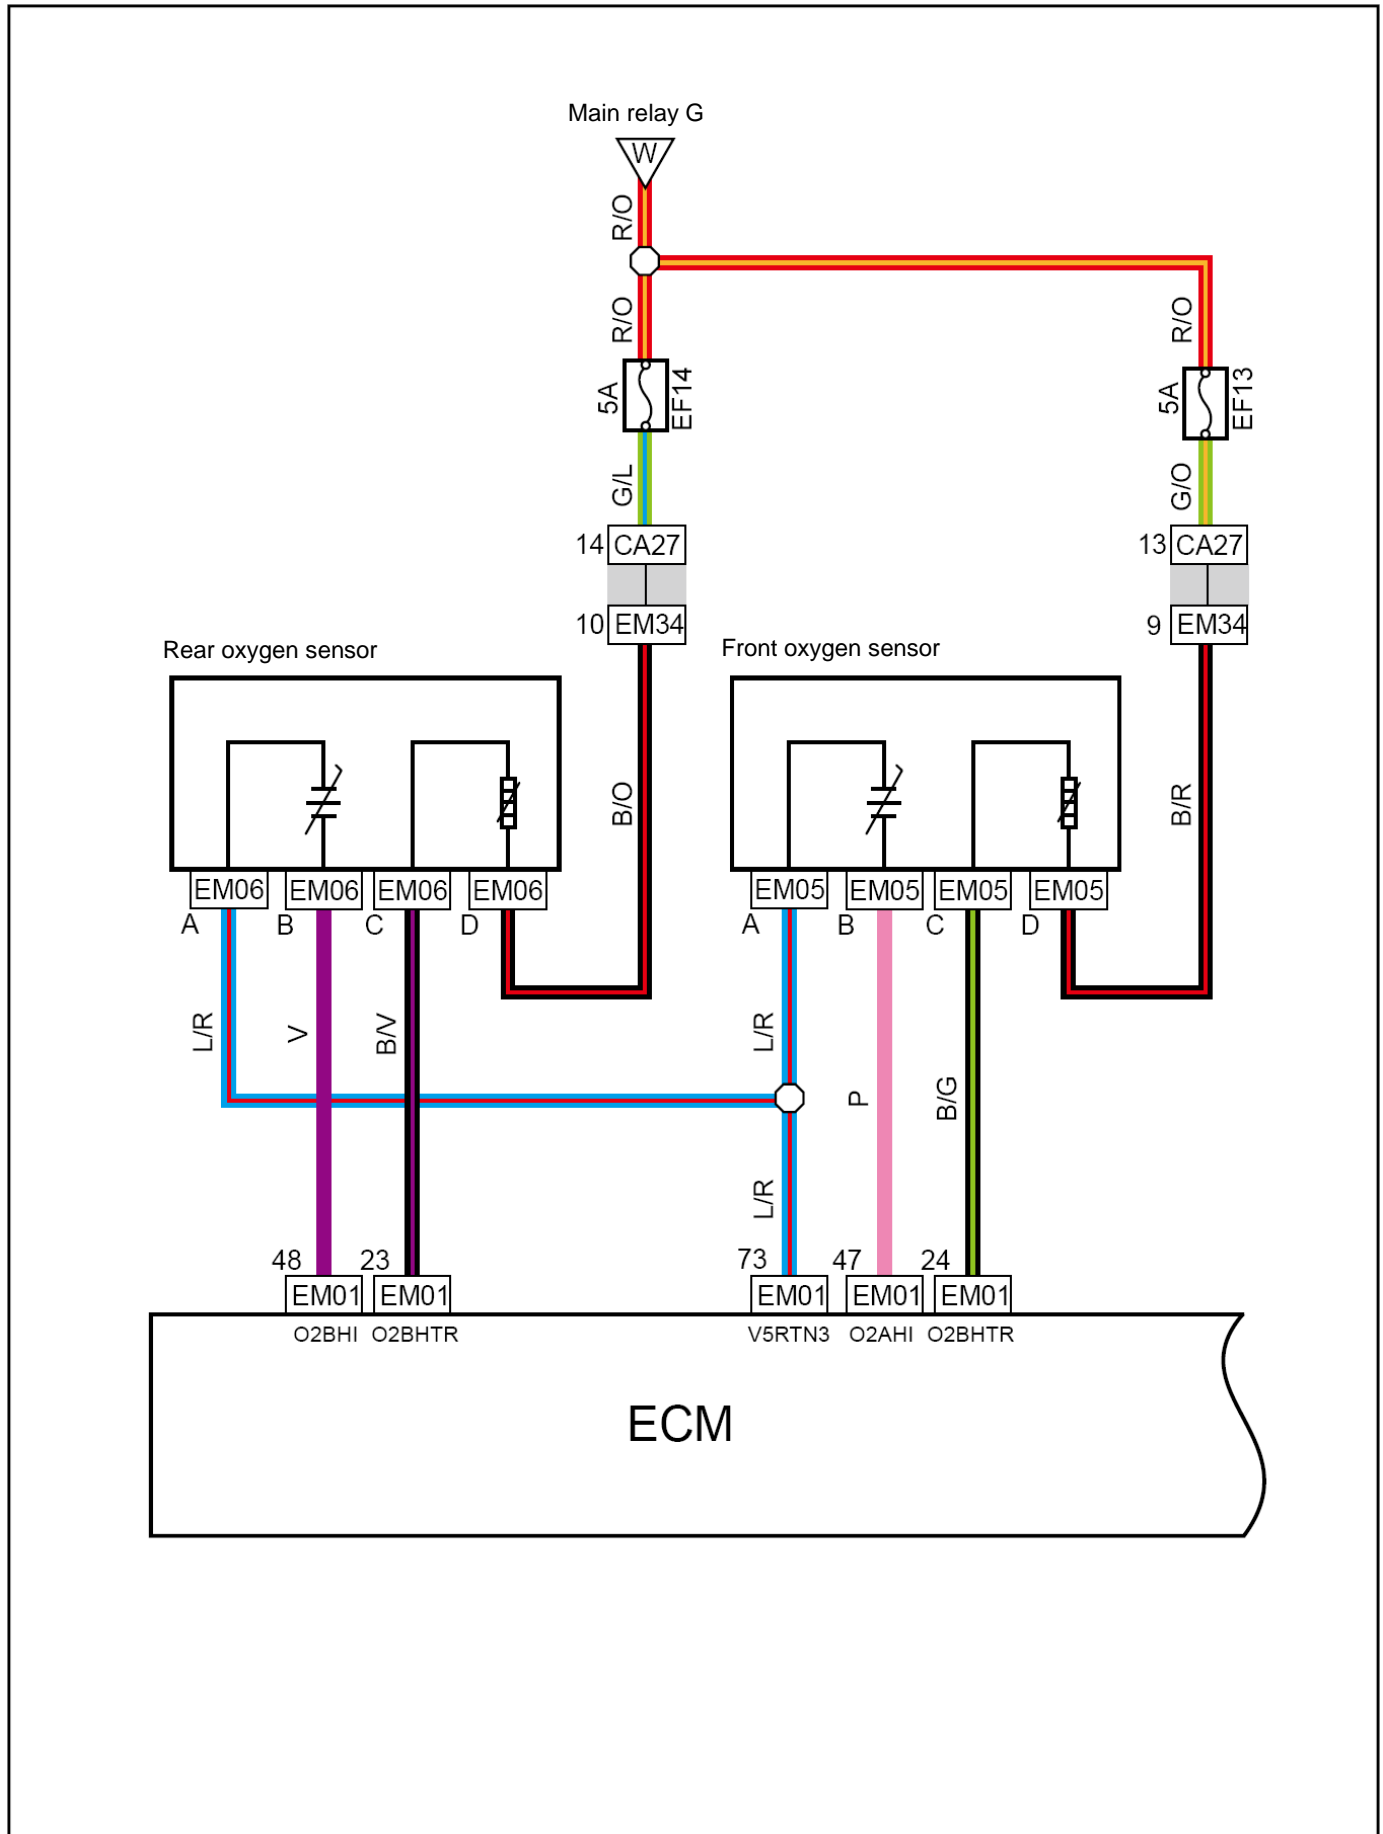 Main relay G
W
R/O
R/O
R/O
5A
EF14
5A
EF13
G/L
G/O
14 CA27
13 CA27
10 EM34
9 EM34
Rear oxygen sensor
Front oxygen sensor
B/O
B/R
EM06 EM06 EM06 EM06
EM05 EM05 EM05 EM05
A B C D
A B C D
L/R
V
B/V
L/R
P
B/G
L/R
48 23 73 47 24
EM01 EM01 EM01 EM01 EM01
O2BHI O2BHTR V5RTN3 O2AHI O2BHTR
ECM